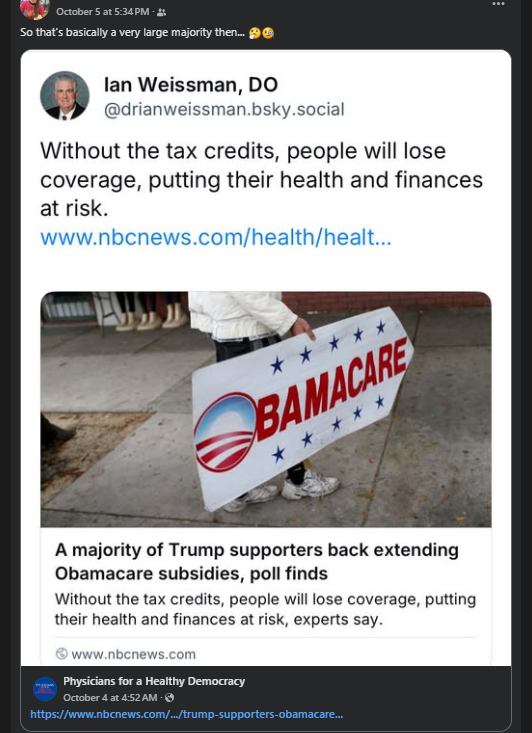 October 5 at 5:34 PM ·
So that's basically a very large majority then... 🤔🧐
Ian Weissman, DO
@drianweissman.bsky.social
Without the tax credits, people will lose
coverage, putting their health and finances
at risk.
www.nbcnews.com/health/healt...
OBAMACARE
A majority of Trump supporters back extending
Obamacare subsidies, poll finds
Without the tax credits, people will lose coverage, putting
their health and finances at risk, experts say.
www.nbcnews.com
Physicians for a Healthy Democracy
October 4 at 4:52 AM ·
https://www.nbcnews.com/.../trump-supporters-obamacare...